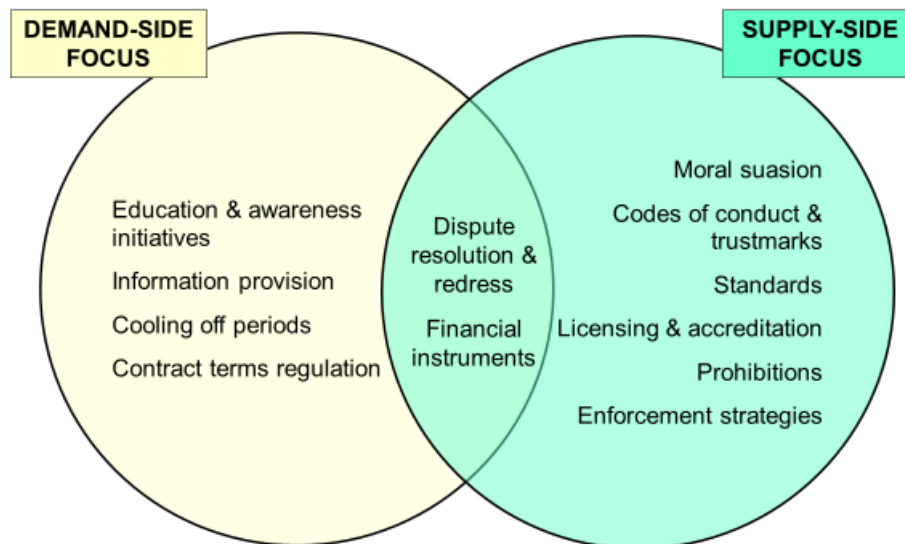 DEMAND-SIDE
FOCUS
SUPPLY-SIDE
FOCUS
Education & awareness
initiatives
Information provision
Cooling off periods
Contract terms regulation
Dispute
resolution &
redress
Financial
instruments
Moral suasion
Codes of conduct &
trustmarks
Standards
Licensing & accreditation
Prohibitions
Enforcement strategies